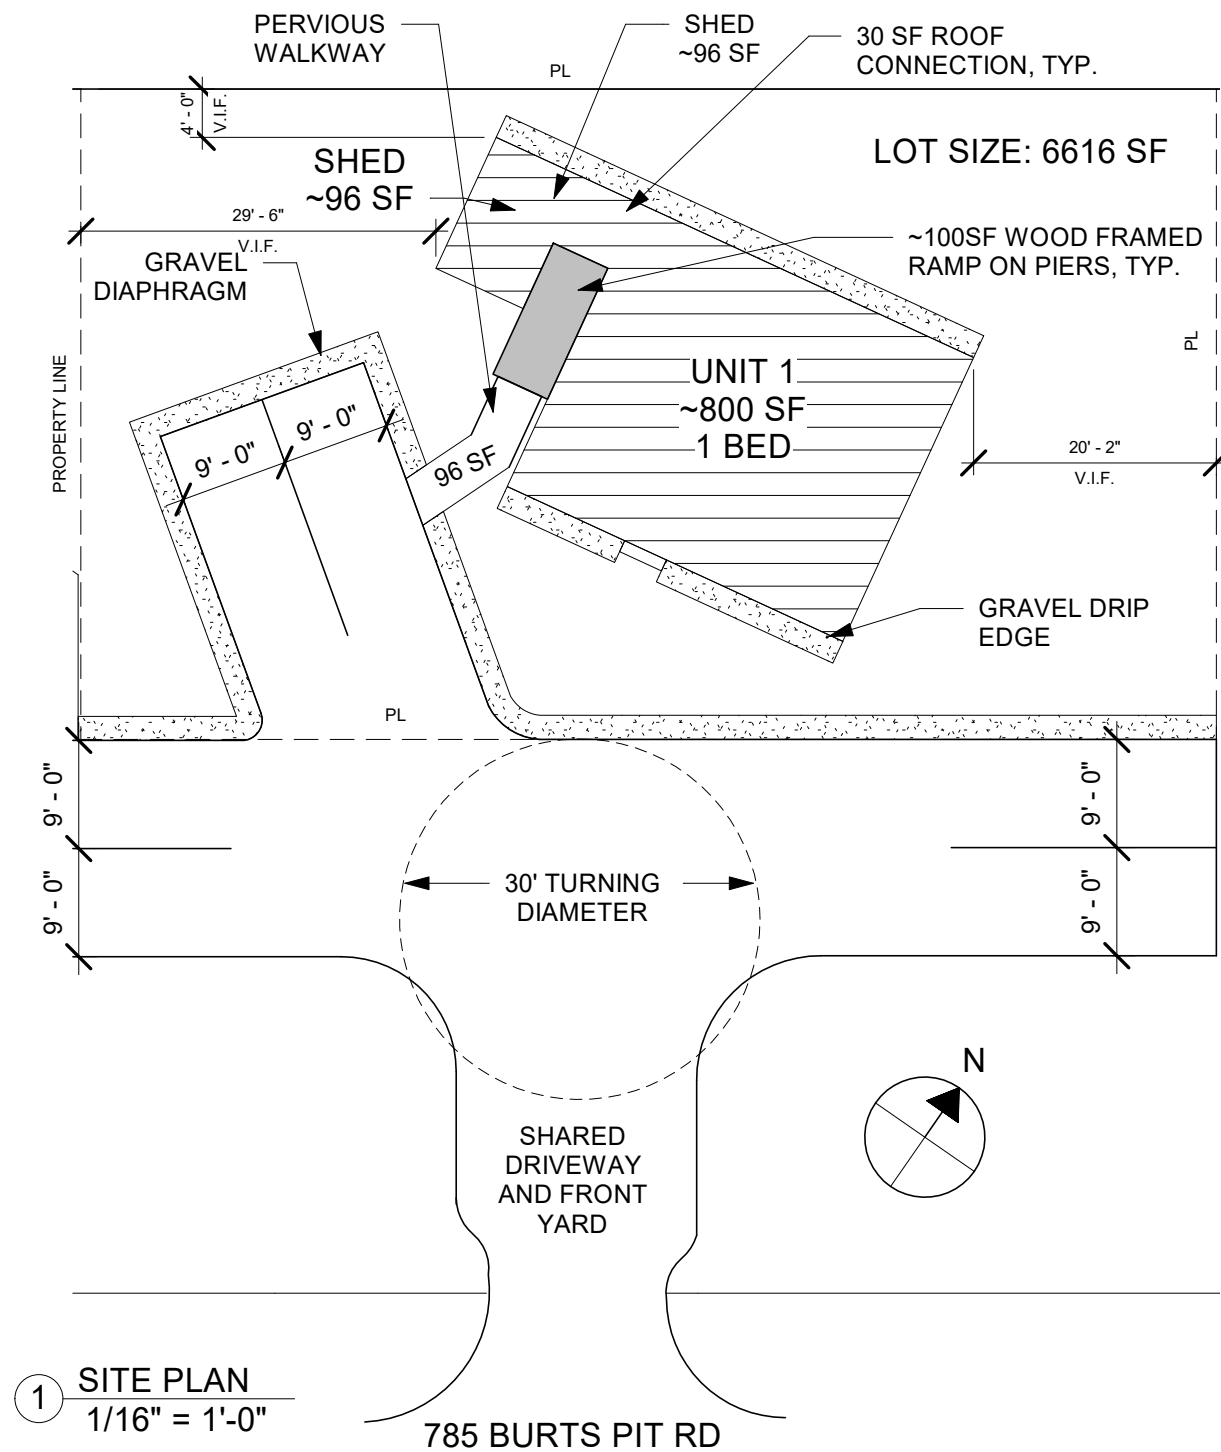 PERVIOUS
WALKWAY
SHED
~96 SF
30 SF ROOF
CONNECTION, TYP.
PL
4' - 0"
V.I.F.
LOT SIZE: 6616 SF
SHED
~96 SF
29' - 6"
V.I.F.
GRAVEL
DIAPHRAGM
~100SF WOOD FRAMED
RAMP ON PIERS, TYP.
PL
PROPERTY LINE
UNIT 1
~800 SF
1 BED
9' - 0"
9' - 0"
96 SF
20' - 2"
V.I.F.
GRAVEL DRIP
EDGE
PL
9' - 0"
9' - 0"
9' - 0"
9' - 0"
30' TURNING
DIAMETER
N
SHARED
DRIVEWAY
AND FRONT
YARD
1
SITE PLAN
1/16" = 1'-0"
785 BURTS PIT RD